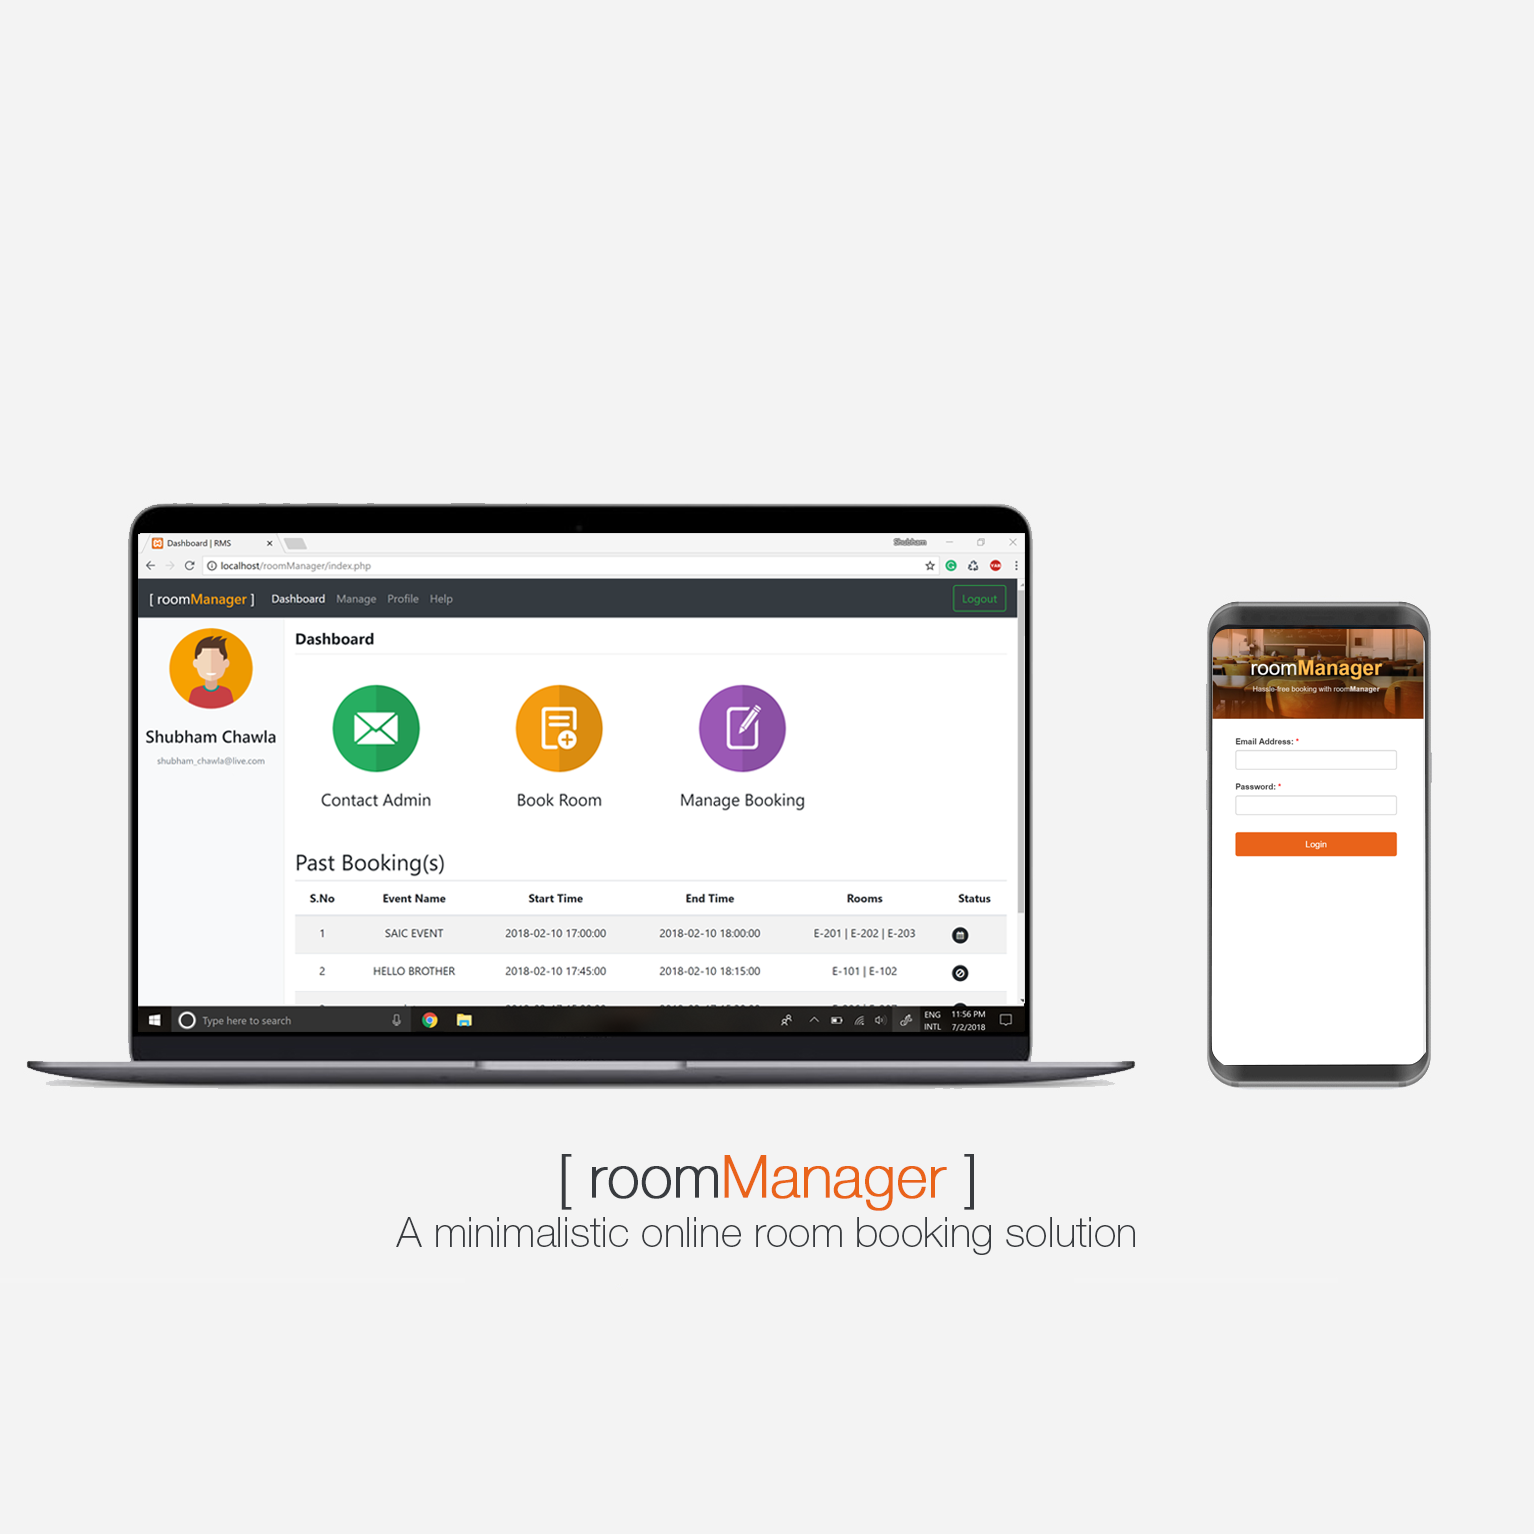 Dashboard | RMS
Shubham
localhost/roomManager/index.php
[ roomManager ] Dashboard Manage Profile Help Logout
Shubham Chawla
shubham_chawla@live.com
Dashboard
Contact Admin Book Room Manage Booking
Past Booking(s)
S.No Event Name Start Time End Time Rooms Status
1 SAIC EVENT 2018-02-10 17:00:00 2018-02-10 18:00:00 E-201 | E-202 | E-203
2 HELLO BROTHER 2018-02-10 17:45:00 2018-02-10 18:15:00 E-101 | E-102
Type here to search
ENG 11:56 PM
INTL 7/2/2018
roomManager
Hassle-free booking with roomManager
Email Address: *
Password: *
Login
[ roomManager ]
A minimalistic online room booking solution